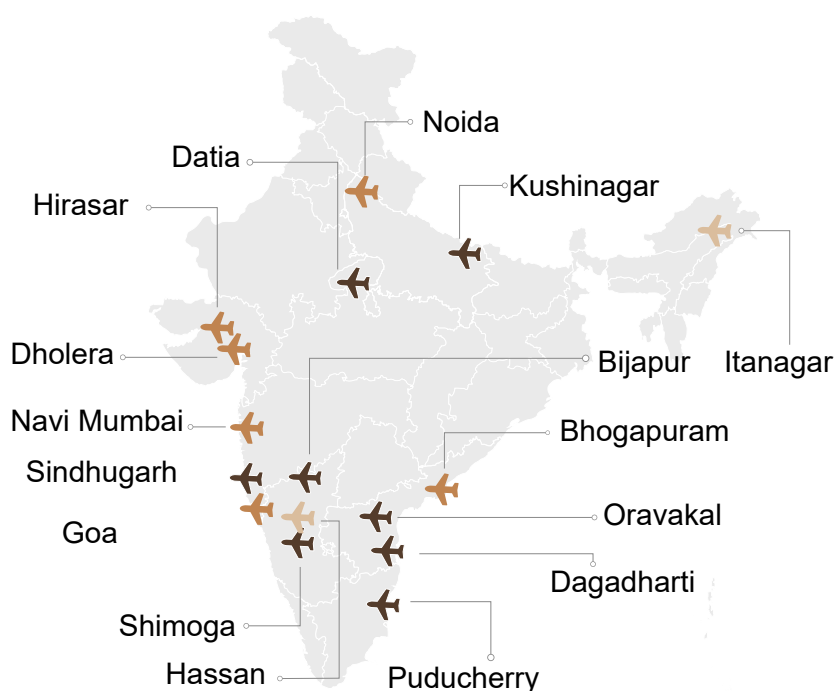 Noida
Datia
Kushinagar
Hirasar
Dholera
Bijapur
Itanagar
Navi Mumbai
Bhogapuram
Sindhugarh
Oravakal
Goa
Dagadharti
Shimoga
Hassan
Puducherry